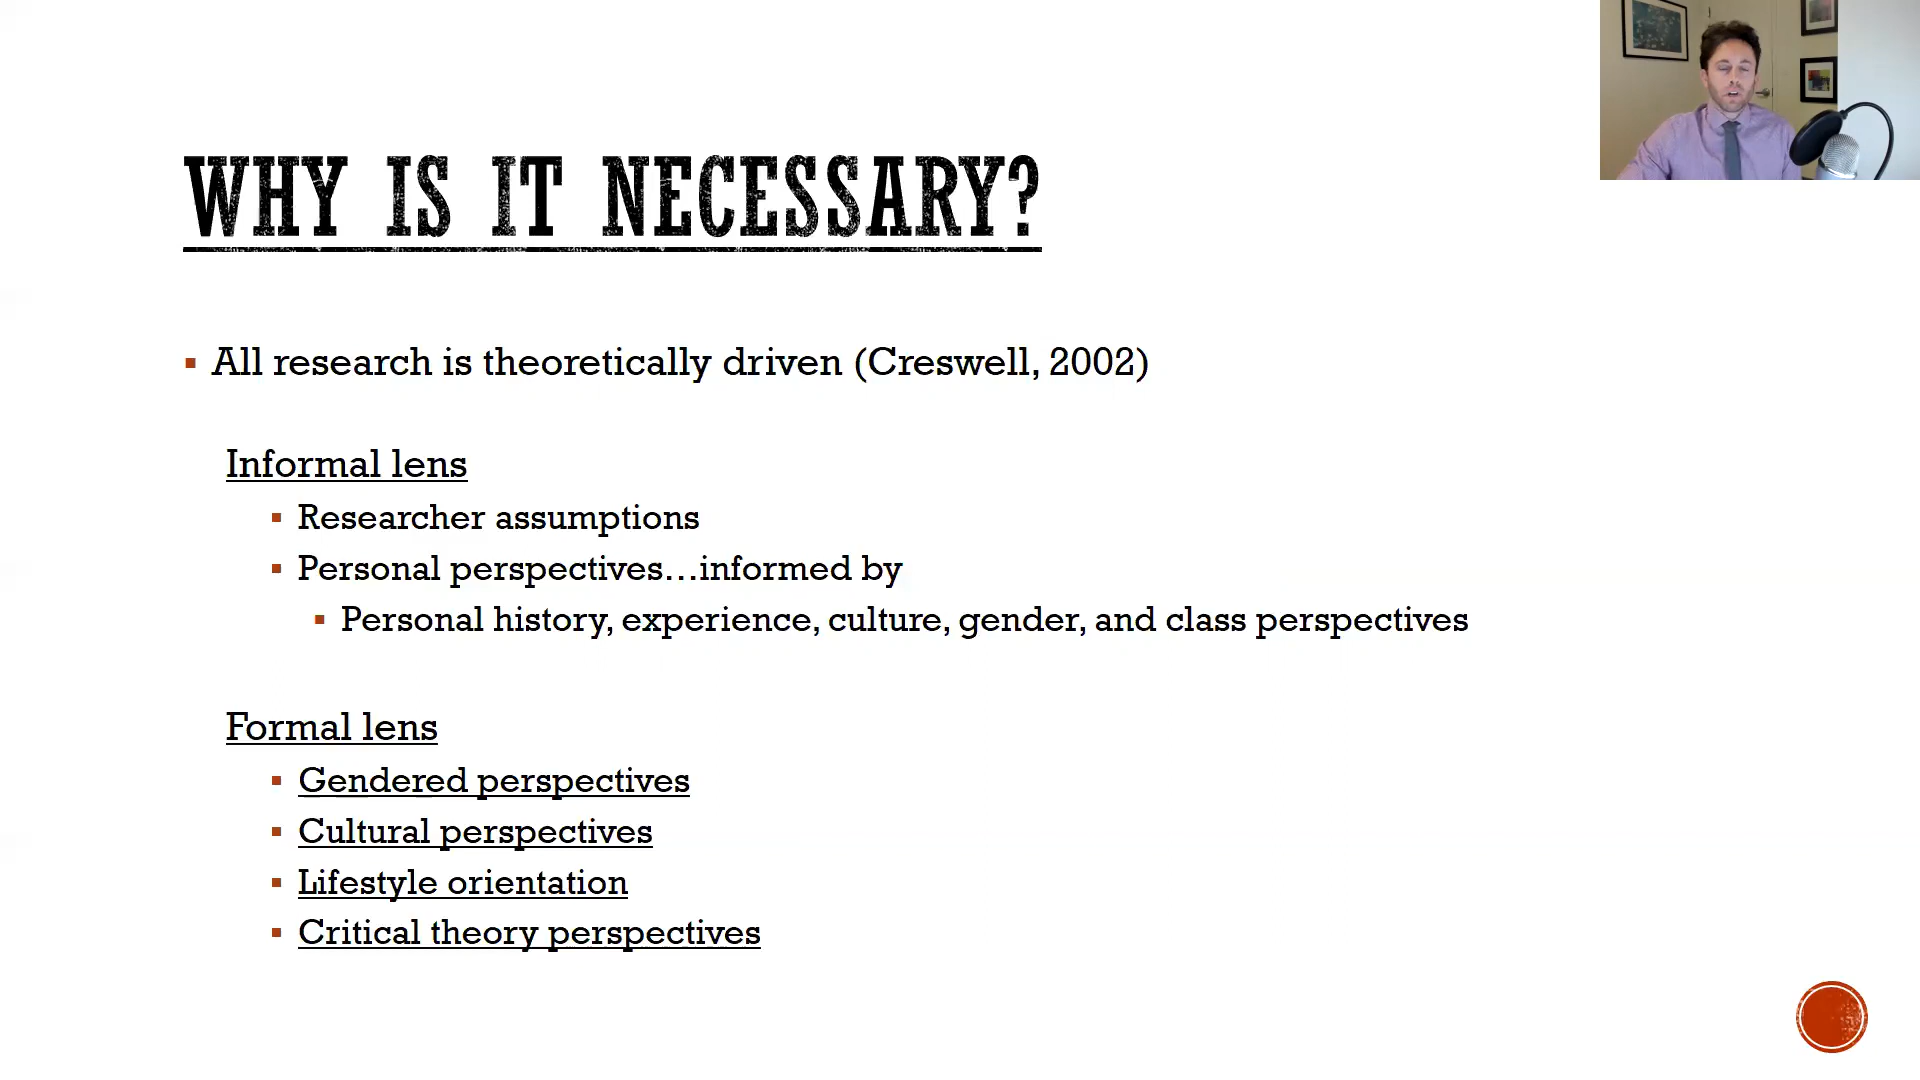 WHY IS IT NECESSARY?
All research is theoretically driven (Creswell, 2002)
Informal lens
Researcher assumptions
Personal perspectives…informed by
Personal history, experience, culture, gender, and class perspectives
Formal lens
Gendered perspectives
Cultural perspectives
Lifestyle orientation
Critical theory perspectives